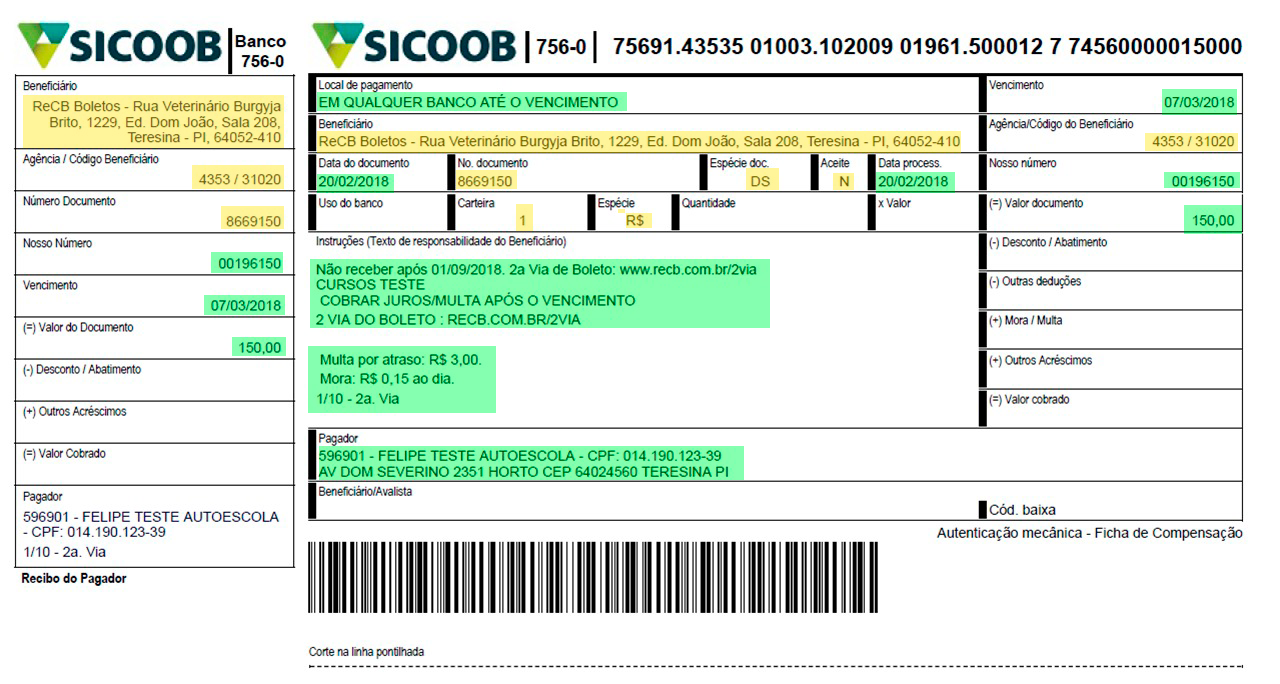 SICOOB
Banco
756-0
Beneficiário
ReCB Boletos - Rua Veterinário Burgyja
Brito, 1229, Ed. Dom João, Sala 208,
Teresina - PI, 64052-410
Agência / Código Beneficiário
4353 / 31020
Número Documento
8669150
Nosso Número
00196150
Vencimento
07/03/2018
(=) Valor do Documento
150,00
(-) Desconto / Abatimento
(+) Outros Acréscimos
(=) Valor Cobrado
Pagador
596901 - FELIPE TESTE AUTOESCOLA
- CPF: 014.190.123-39
1/10 - 2a. Via
Recibo do Pagador
SICOOB 756-0 75691.43535 01003.102009 01961.500012 7 74560000015000
Local de pagamento
EM QUALQUER BANCO ATÉ O VENCIMENTO
Vencimento
07/03/2018
Beneficiário
ReCB Boletos - Rua Veterinário Burgyja Brito, 1229, Ed. Dom João, Sala 208, Teresina - PI, 64052-410
Agência/Código do Beneficiário
4353 / 31020
Data do documento No. documento Espécie doc. Aceite Data process. Nosso número
20/02/2018 8669150 DS N 20/02/2018 00196150
Uso do banco Carteira Espécie Quantidade x Valor (=) Valor documento
1 R$ 150,00
Instruções (Texto de responsabilidade do Beneficiário)
Não receber após 01/09/2018. 2a Via de Boleto: www.recb.com.br/2via
CURSOS TESTE
COBRAR JUROS/MULTA APÓS O VENCIMENTO
2 VIA DO BOLETO : RECB.COM.BR/2VIA
Multa por atraso: R$ 3,00.
Mora: R$ 0,15 ao dia.
1/10 - 2a. Via
(-) Desconto / Abatimento
(-) Outras deduções
(+) Mora / Multa
(+) Outros Acréscimos
(=) Valor cobrado
Pagador
596901 - FELIPE TESTE AUTOESCOLA - CPF: 014.190.123-39
AV DOM SEVERINO 2351 HORTO CEP 64024560 TERESINA PI
Beneficiário/Avalista
Cód. baixa
Autenticação mecânica - Ficha de Compensação
Corte na linha pontilhada